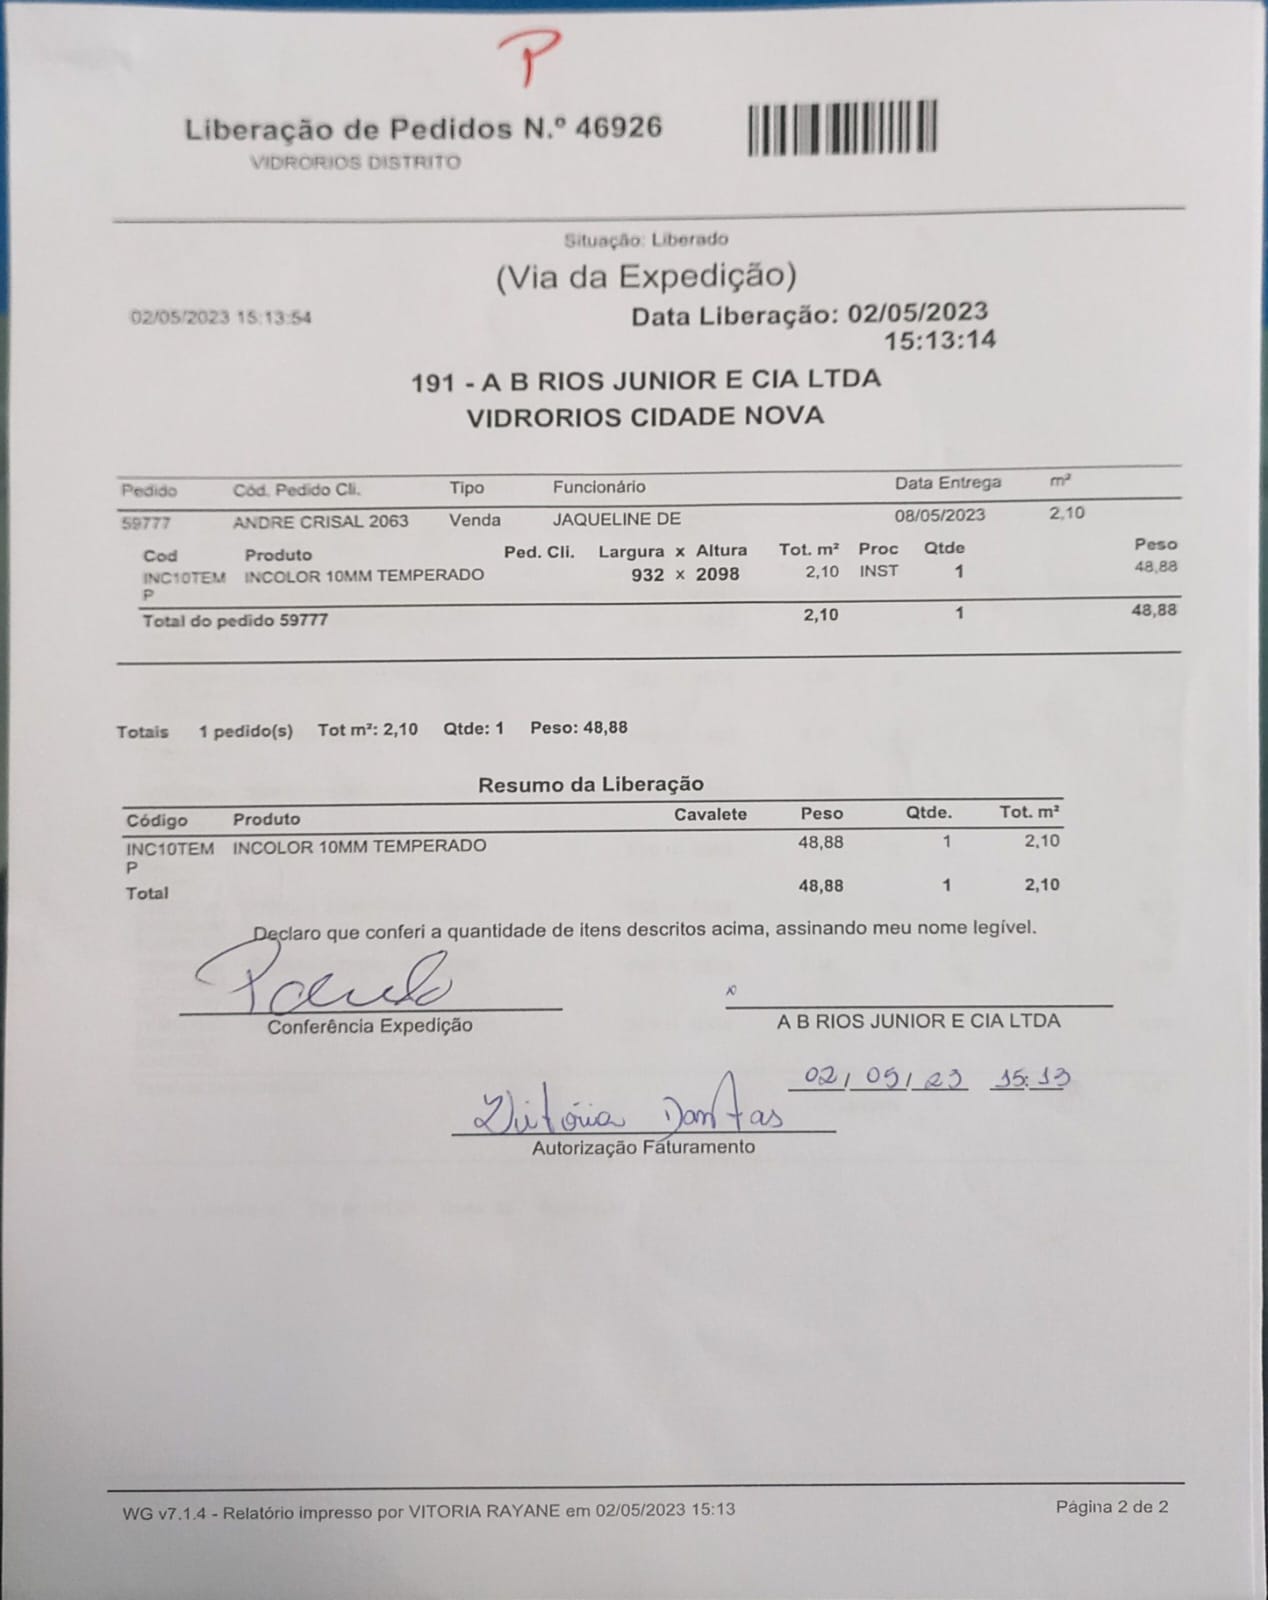 P
Liberação de Pedidos N.º 46926
VIDRORIOS DISTRITO
Situação: Liberado
(Via da Expedição)
02/05/2023 15:13:54 Data Liberação: 02/05/2023
15:13:14
191 - A B RIOS JUNIOR E CIA LTDA
VIDRORIOS CIDADE NOVA
Pedido Cód. Pedido Cli. Tipo Funcionário Data Entrega m²
59777 ANDRE CRISAL 2063 Venda JAQUELINE DE 08/05/2023 2,10
Cod Produto Ped. Cli. Largura x Altura Tot. m² Proc Qtde Peso
INC10TEM INCOLOR 10MM TEMPERADO 932 x 2098 2,10 INST 1 48,88
P
Total do pedido 59777 2,10 1 48,88
Totais 1 pedido(s) Tot m²: 2,10 Qtde: 1 Peso: 48,88
Resumo da Liberação
Código Produto Cavalete Peso Qtde. Tot. m²
INC10TEM INCOLOR 10MM TEMPERADO 48,88 1 2,10
P
Total 48,88 1 2,10
Declaro que conferi a quantidade de itens descritos acima, assinando meu nome legível.
Conferência Expedição A B RIOS JUNIOR E CIA LTDA
02/05/23 15:13
Vitória Dantas
Autorização Faturamento
WG v7.1.4 - Relatório impresso por VITORIA RAYANE em 02/05/2023 15:13 Página 2 de 2